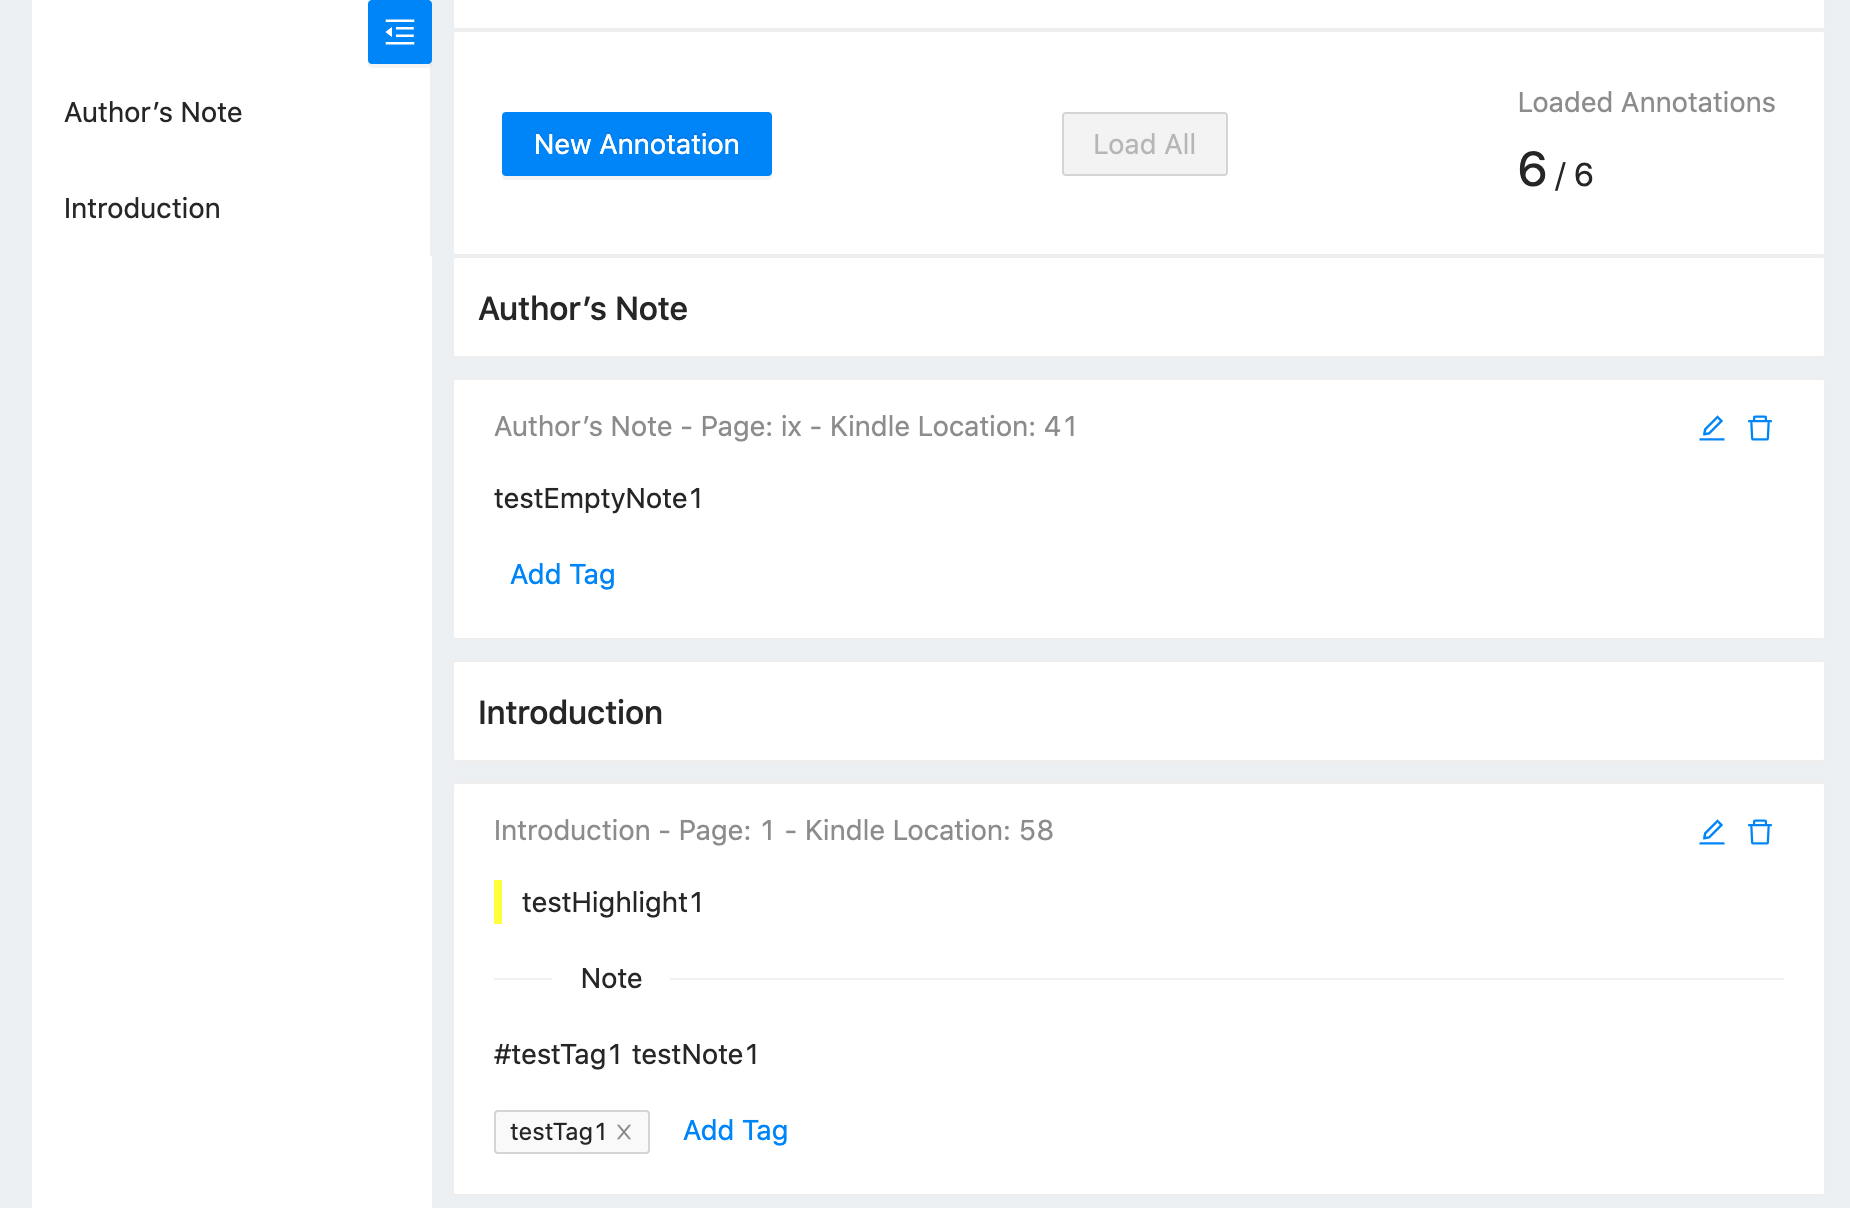 Author’s Note
Introduction
New Annotation
Load All
Loaded Annotations
6 / 6
Author’s Note
Author’s Note - Page: ix - Kindle Location: 41
testEmptyNote1
Add Tag
Introduction
Introduction - Page: 1 - Kindle Location: 58
testHighlight1
Note
#testTag1 testNote1
testTag1
Add Tag